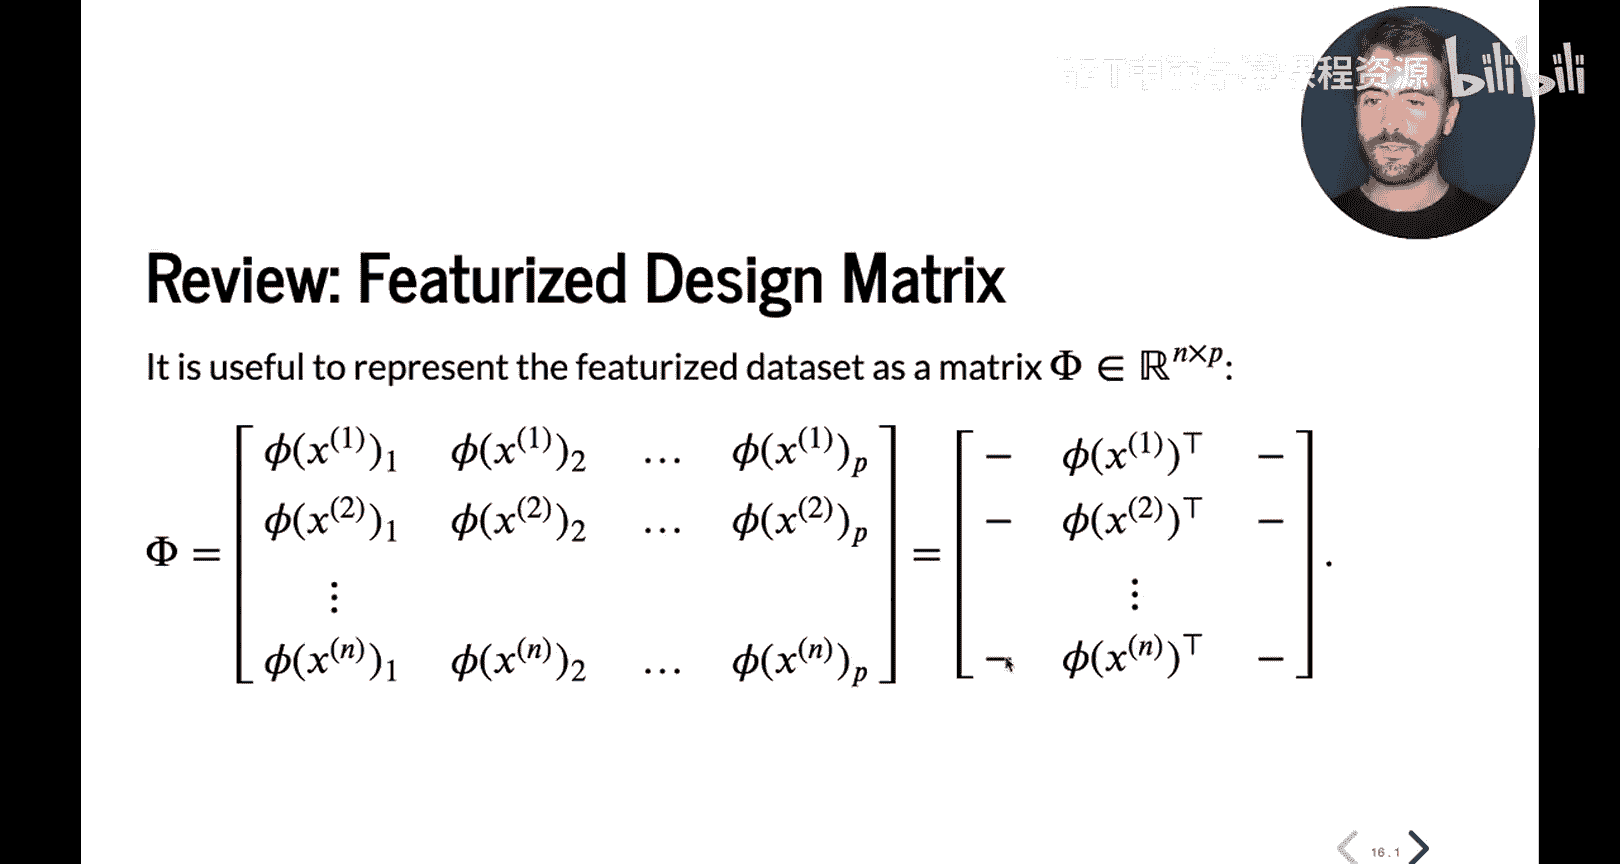 课程资源 bilibili
Review: Featurized Design Matrix
It is useful to represent the featurized dataset as a matrix Φ ∈ ℝ^{n×p}:
Φ = [ ϕ(x^{(1)})_1 ϕ(x^{(1)})_2 … ϕ(x^{(1)})_p ] = [ − ϕ(x^{(1)})^⊤ − ] .
ϕ(x^{(2)})_1 ϕ(x^{(2)})_2 … ϕ(x^{(2)})_p − ϕ(x^{(2)})^⊤ −
⋮ ⋮
ϕ(x^{(n)})_1 ϕ(x^{(n)})_2 … ϕ(x^{(n)})_p − ϕ(x^{(n)})^⊤ −
16.1